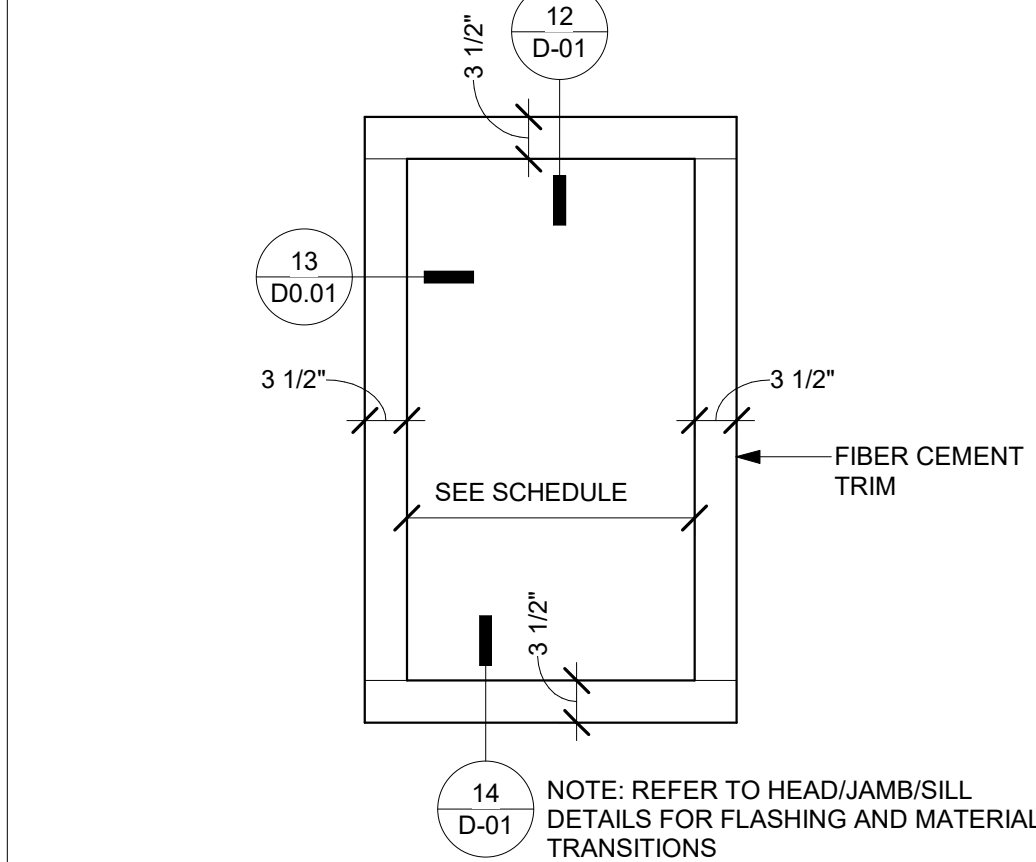 12
D-01
3 1/2"
13
D0.01
3 1/2"
3 1/2"
FIBER CEMENT
TRIM
SEE SCHEDULE
3 1/2"
14
D-01
NOTE: REFER TO HEAD/JAMB/SILL
DETAILS FOR FLASHING AND MATERIAL
TRANSITIONS